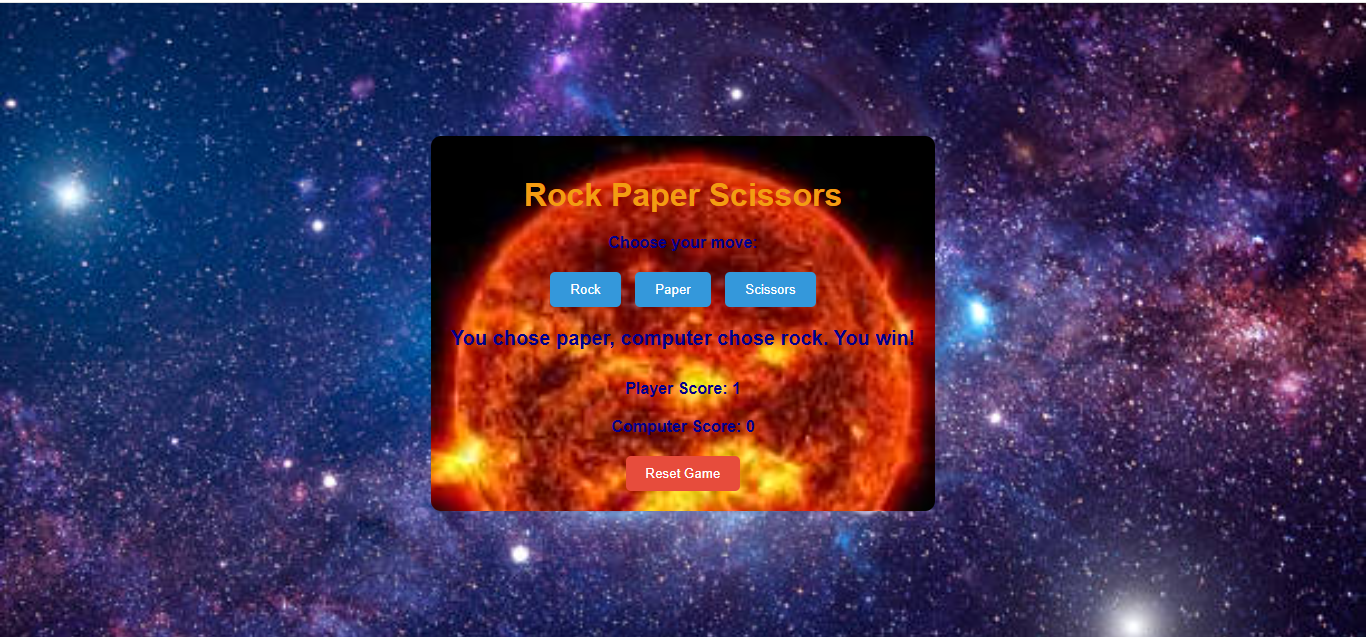 Rock Paper Scissors
Choose your move:
Rock Paper Scissors
You chose paper, computer chose rock. You win!
Player Score: 1
Computer Score: 0
Reset Game